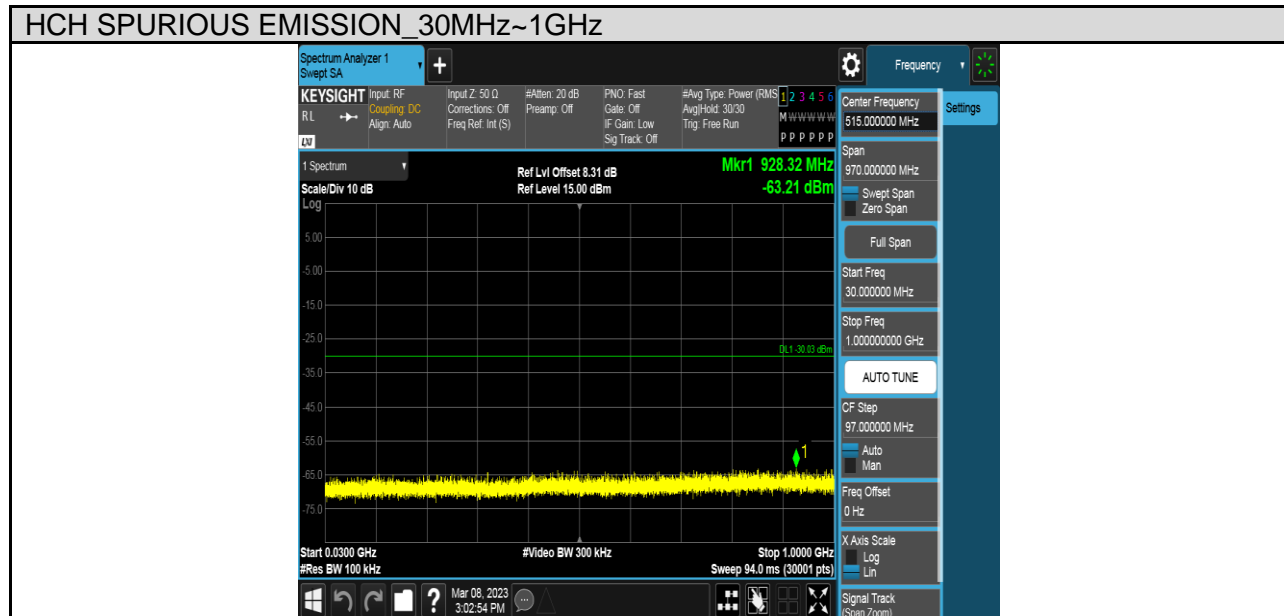 HCH SPURIOUS EMISSION_30MHz~1GHz
Spectrum Analyzer 1
Swept SA
+
Frequency
KEYSIGHT
RL
LXI
Input: RF
Coupling: DC
Align: Auto
Input Z: 50 Ω
Corrections: Off
Freq Ref: Int (S)
#Atten: 20 dB
Preamp: Off
PNO: Fast
Gate: Off
IF Gain: Low
Sig Track: Off
#Avg Type: Power (RMS
Avg|Hold: 30/30
Trig: Free Run
1 2 3 4 5 6
M W W W W W
P P P P P P
1 Spectrum
Scale/Div 10 dB
Log
Ref Lvl Offset 8.31 dB
Ref Level 15.00 dBm
Mkr1 928.32 MHz
-63.21 dBm
5.00
-5.00
-15.0
-25.0
DL1 -30.03 dBm
-35.0
-45.0
-55.0
1
-65.0
-75.0
Start 0.0300 GHz
#Res BW 100 kHz
#Video BW 300 kHz
Stop 1.0000 GHz
Sweep 94.0 ms (30001 pts)
?
Mar 08, 2023
3:02:54 PM
Center Frequency
515.000000 MHz
Settings
Span
970.000000 MHz
Swept Span
Zero Span
Full Span
Start Freq
30.000000 MHz
Stop Freq
1.000000000 GHz
AUTO TUNE
CF Step
97.000000 MHz
Auto
Man
Freq Offset
0 Hz
X Axis Scale
Log
Lin
Signal Track
(Span Zoom)